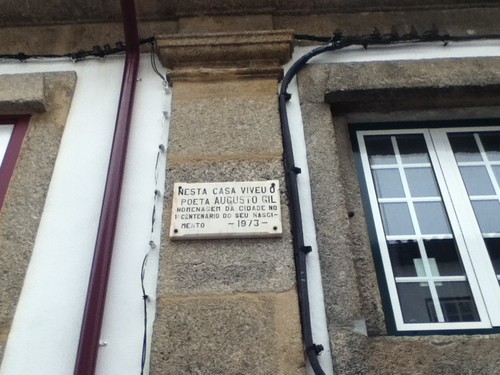 NESTA CASA VIVEU O
POETA AUGUSTO GIL
HOMENAGEM DA CIDADE NO
1º CENTENARIO DO SEU NASCI-
MENTO — 1973 —